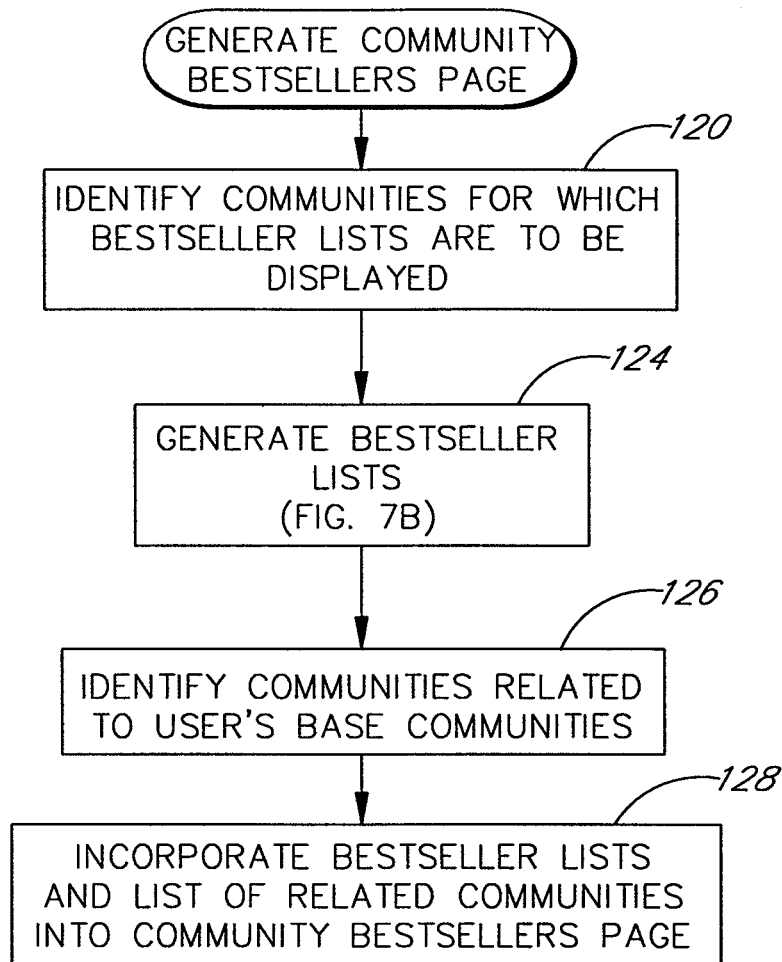 GENERATE COMMUNITY
BESTSELLERS PAGE
120
IDENTIFY COMMUNITIES FOR WHICH
BESTSELLER LISTS ARE TO BE
DISPLAYED
124
GENERATE BESTSELLER
LISTS
(FIG. 7B)
126
IDENTIFY COMMUNITIES RELATED
TO USER'S BASE COMMUNITIES
128
INCORPORATE BESTSELLER LISTS
AND LIST OF RELATED COMMUNITIES
INTO COMMUNITY BESTSELLERS PAGE